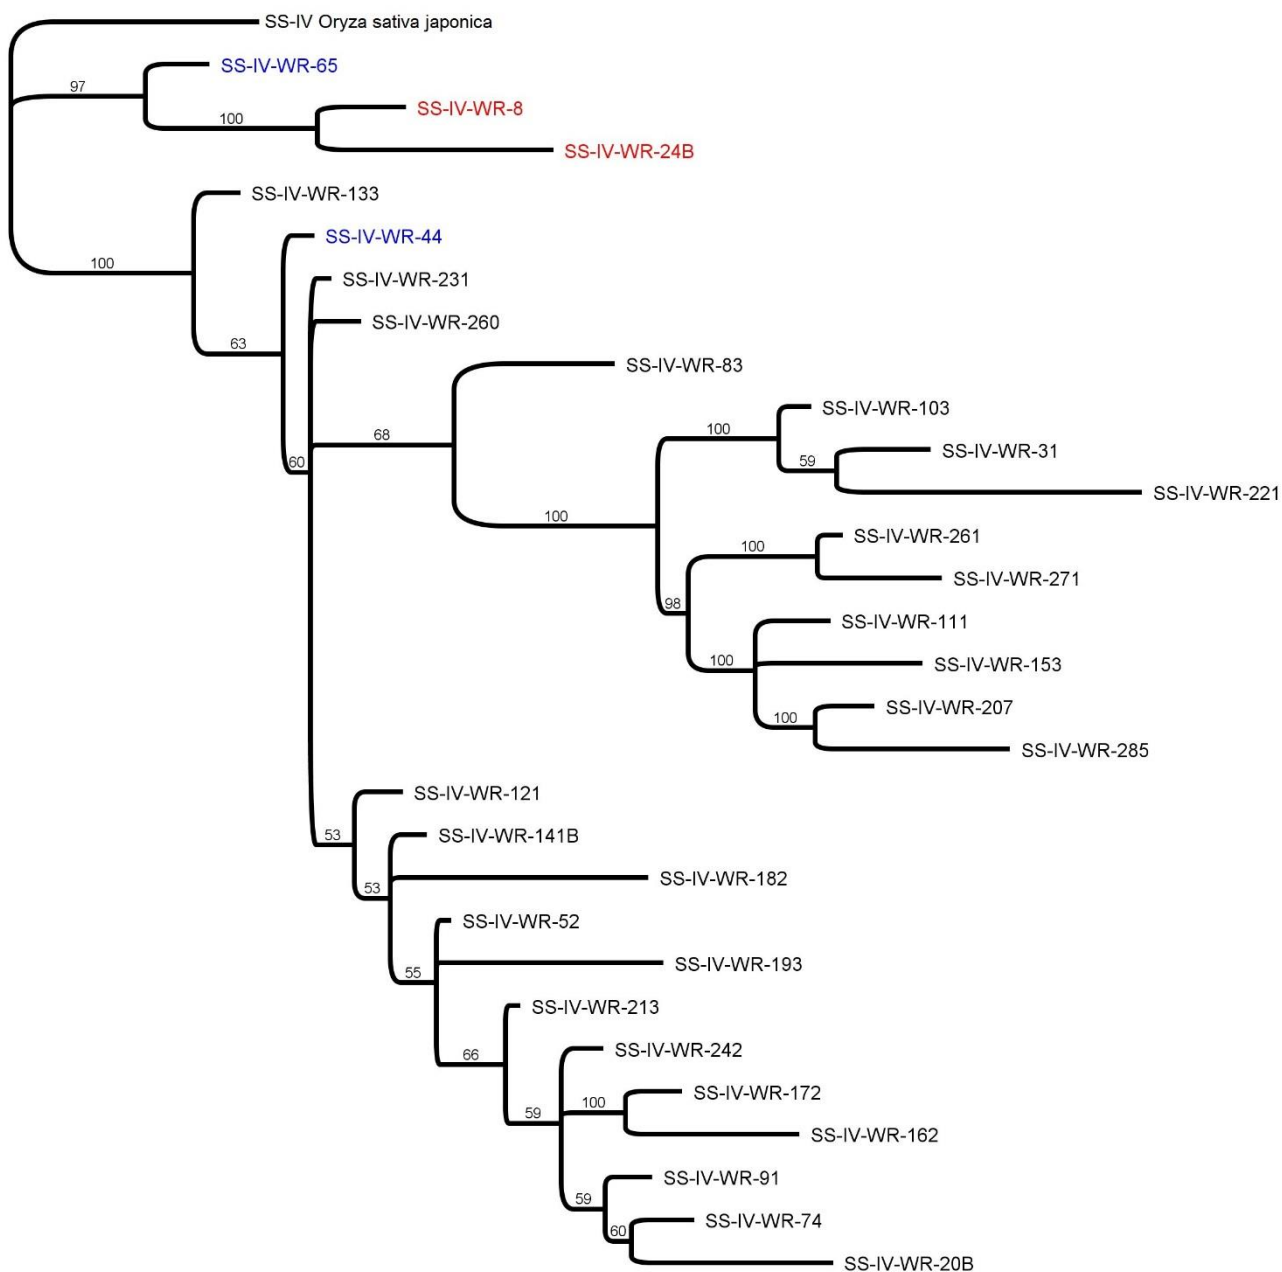 SS-IV Oryza sativa japonica
SS-IV-WR-65
97
SS-IV-WR-8
100
SS-IV-WR-24B
SS-IV-WR-133
SS-IV-WR-44
100
SS-IV-WR-231
SS-IV-WR-260
63
SS-IV-WR-83
SS-IV-WR-103
100
68
SS-IV-WR-31
59
60
SS-IV-WR-221
100
SS-IV-WR-261
100
SS-IV-WR-271
98
SS-IV-WR-111
100
SS-IV-WR-153
SS-IV-WR-207
100
SS-IV-WR-285
SS-IV-WR-121
53
SS-IV-WR-141B
SS-IV-WR-182
53
SS-IV-WR-52
SS-IV-WR-193
55
SS-IV-WR-213
SS-IV-WR-242
66
SS-IV-WR-172
100
59
SS-IV-WR-162
SS-IV-WR-91
59
SS-IV-WR-74
60
SS-IV-WR-20B